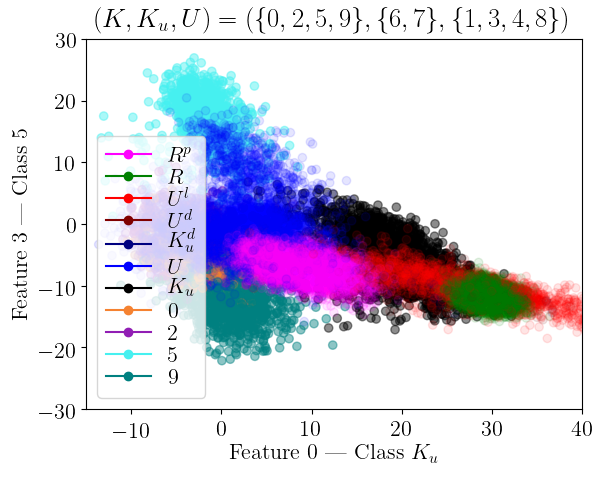 (K, K_u, U) = ({0, 2, 5, 9}, {6, 7}, {1, 3, 4, 8})
30
20
10
0
−10
−20
−30
Feature 3 — Class 5
R^p
R
U^l
U^d
K_u^d
U
K_u
0
2
5
9
−10 0 10 20 30 40
Feature 0 — Class K_u